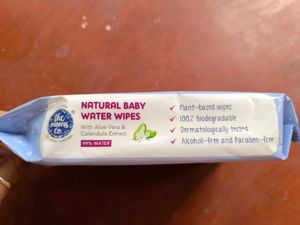 the
moms
co.
NATURAL BABY
WATER WIPES
With Aloe Vera &
Calendula Extract
99% WATER
Plant-based wipes
100% Biodegradable
Dermatologically tested
Alcohol-free and Paraben-free